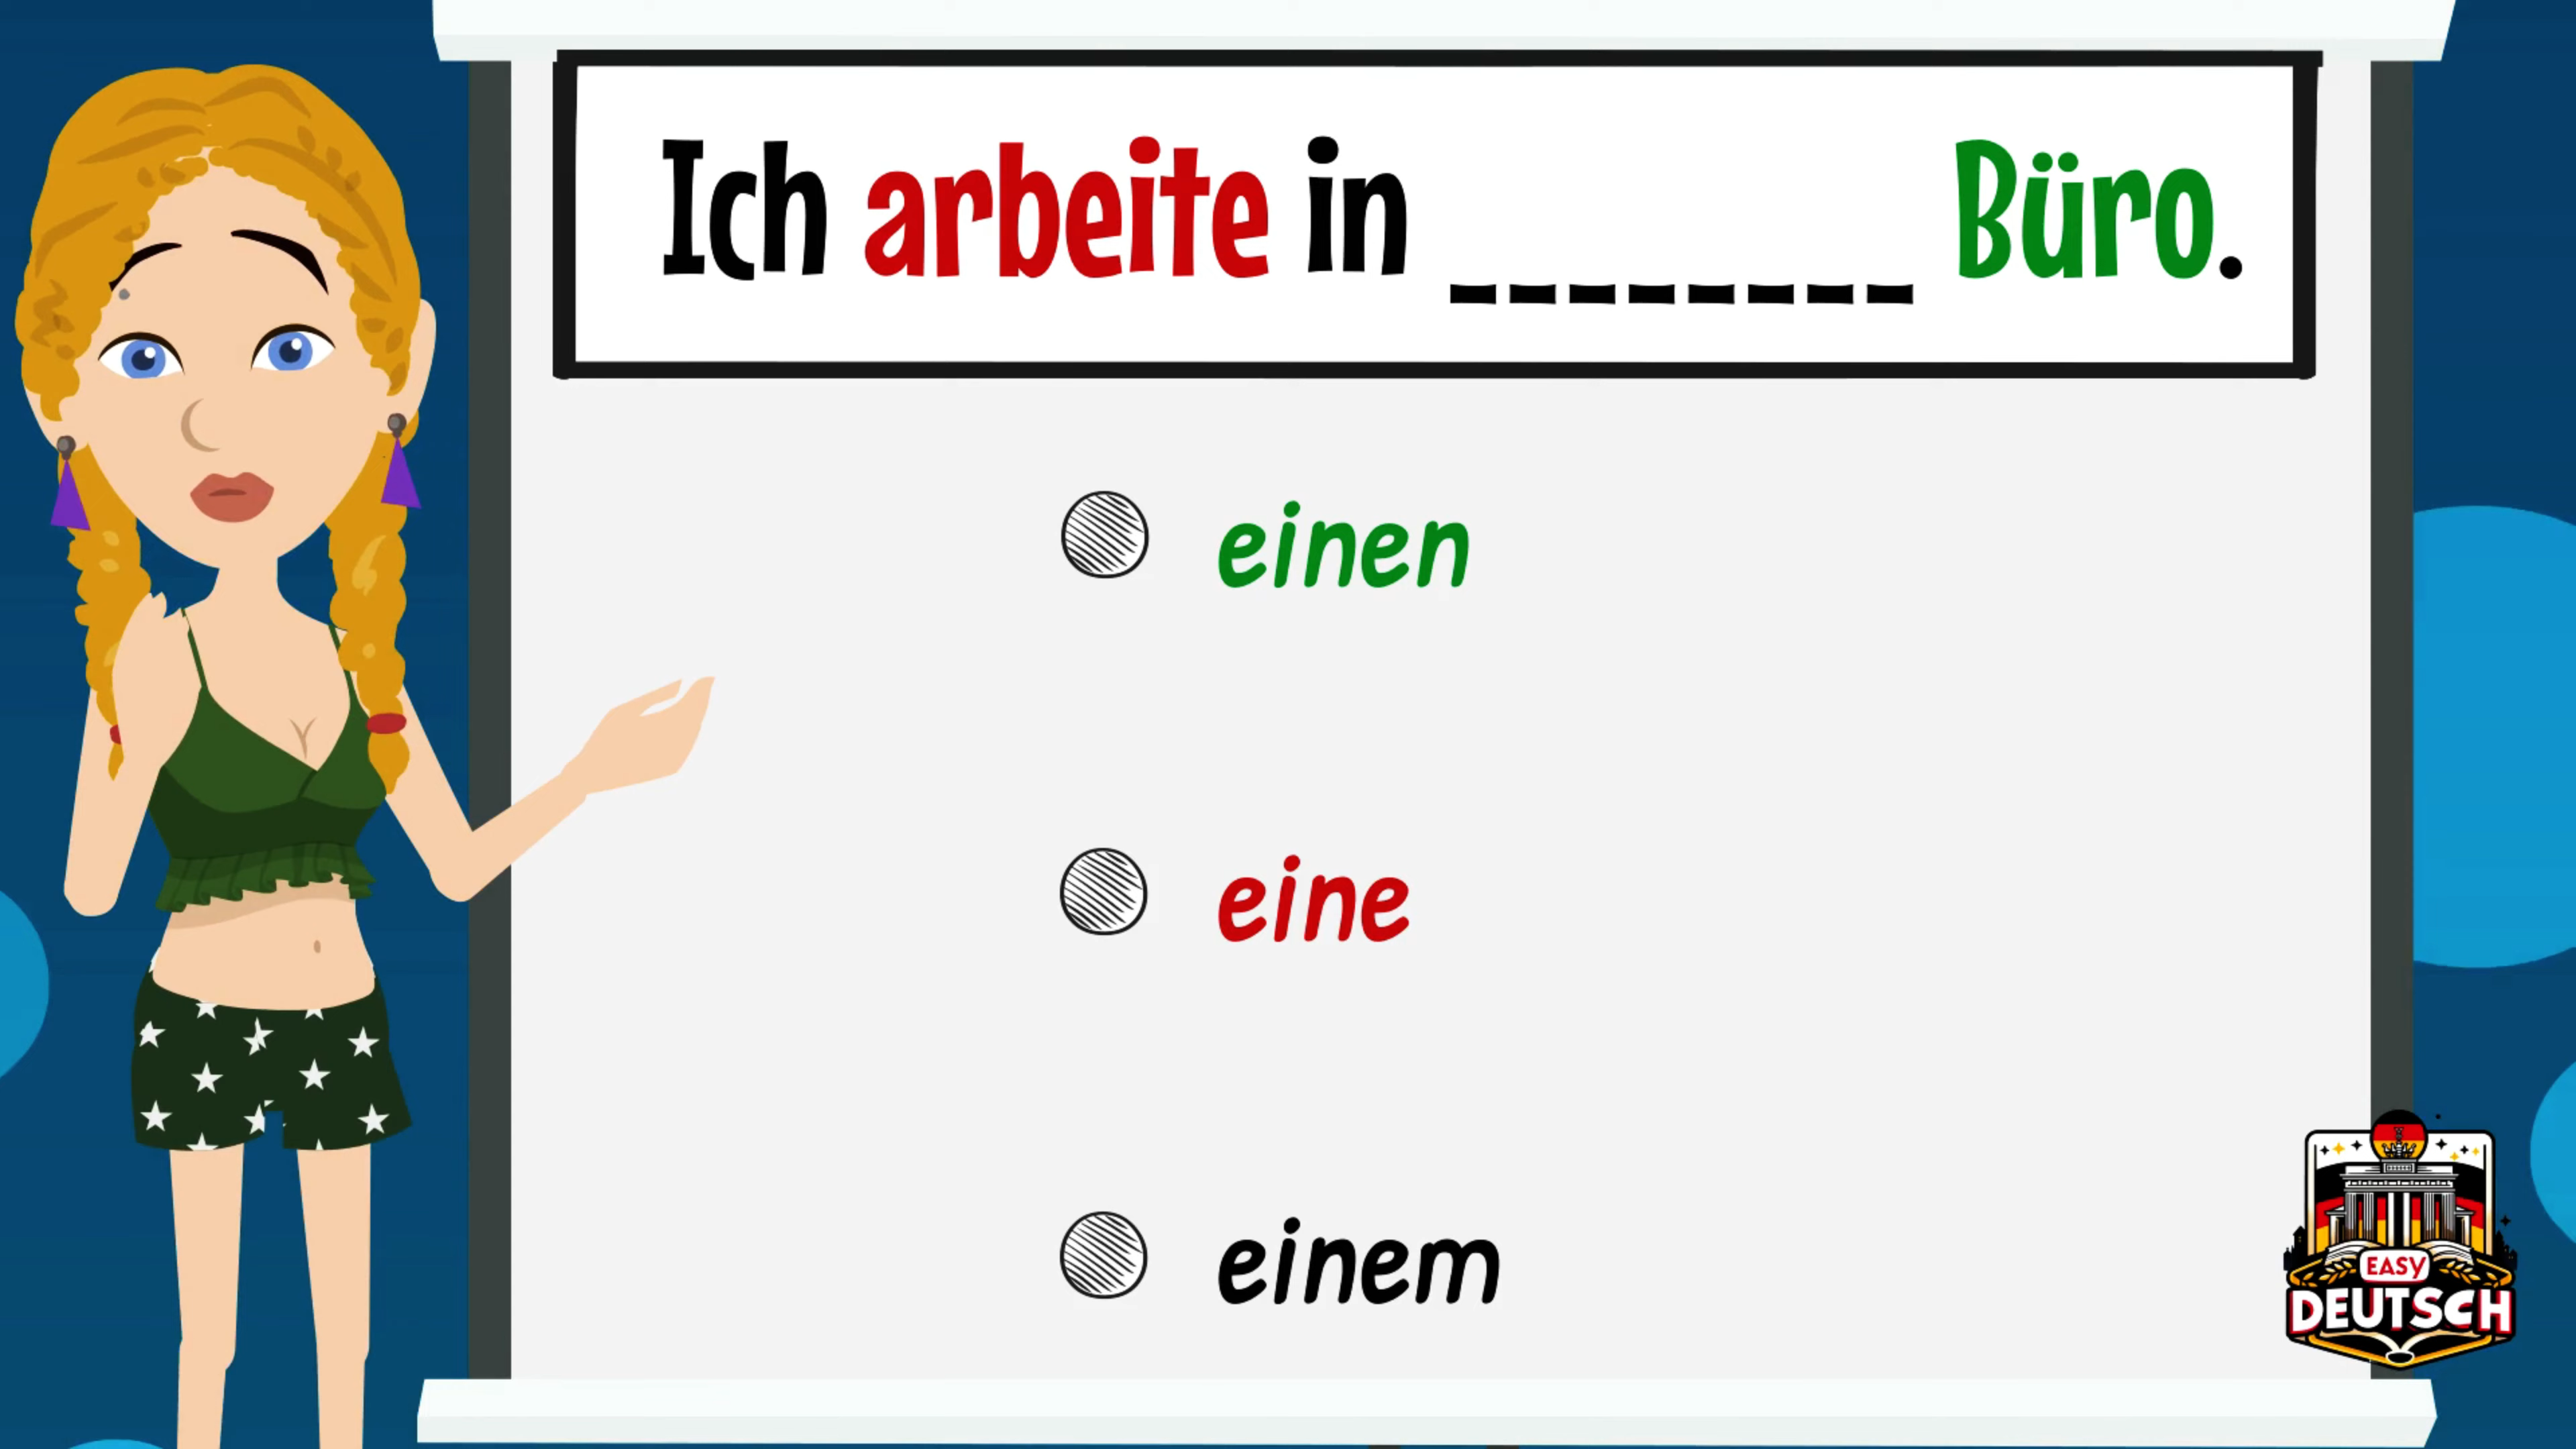 Ich arbeite in ________ Büro.
einen
eine
einem
EASY
DEUTSCH